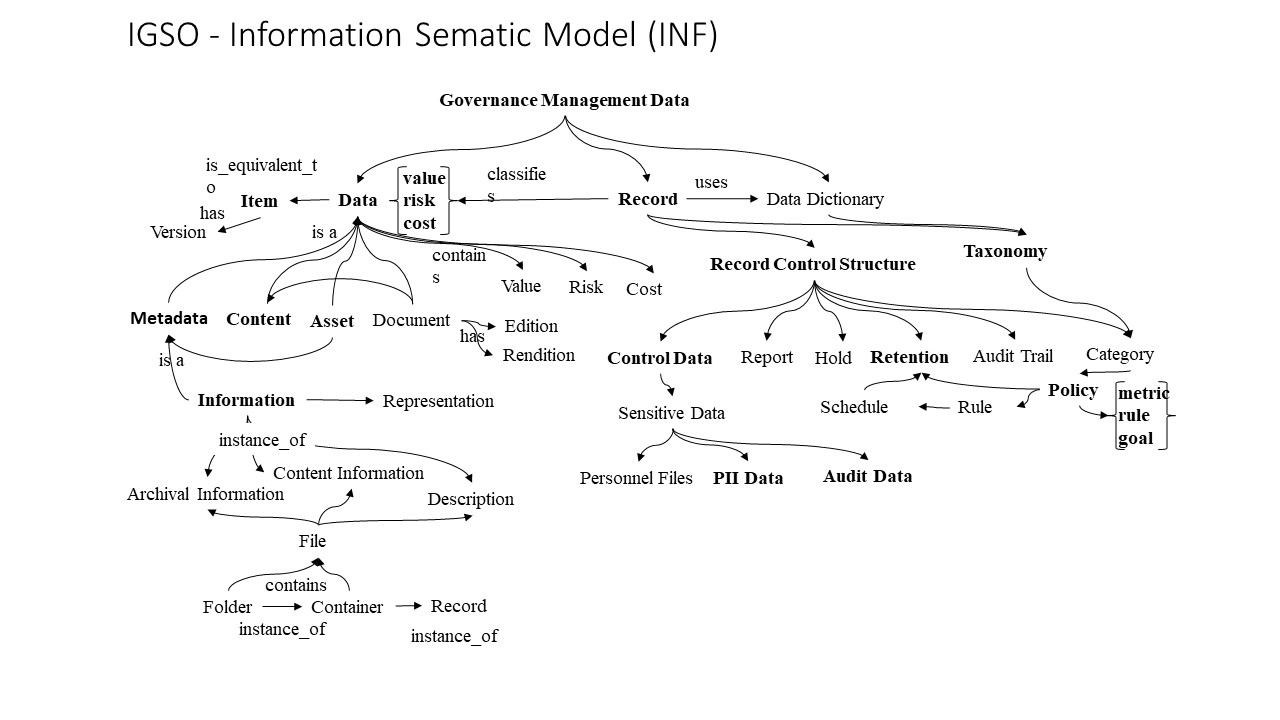 IGSO - Information Sematic Model (INF)
Governance Management Data
is_equivalent_t
o
has
Item
Version
Data
value
risk
cost
classifie
s
Record
uses
Data Dictionary
is a
contain
s
Value
Risk
Cost
Record Control Structure
Taxonomy
Metadata
Content
Asset
Document
has
Edition
Rendition
is a
Control Data
Report
Hold
Retention
Audit Trail
Category
Information
Representation
Sensitive Data
Schedule
Rule
Policy
metric
rule
goal
instance_of
Content Information
Archival Information
Description
Personnel Files
PII Data
Audit Data
File
contains
Folder
Container
Record
instance_of
instance_of